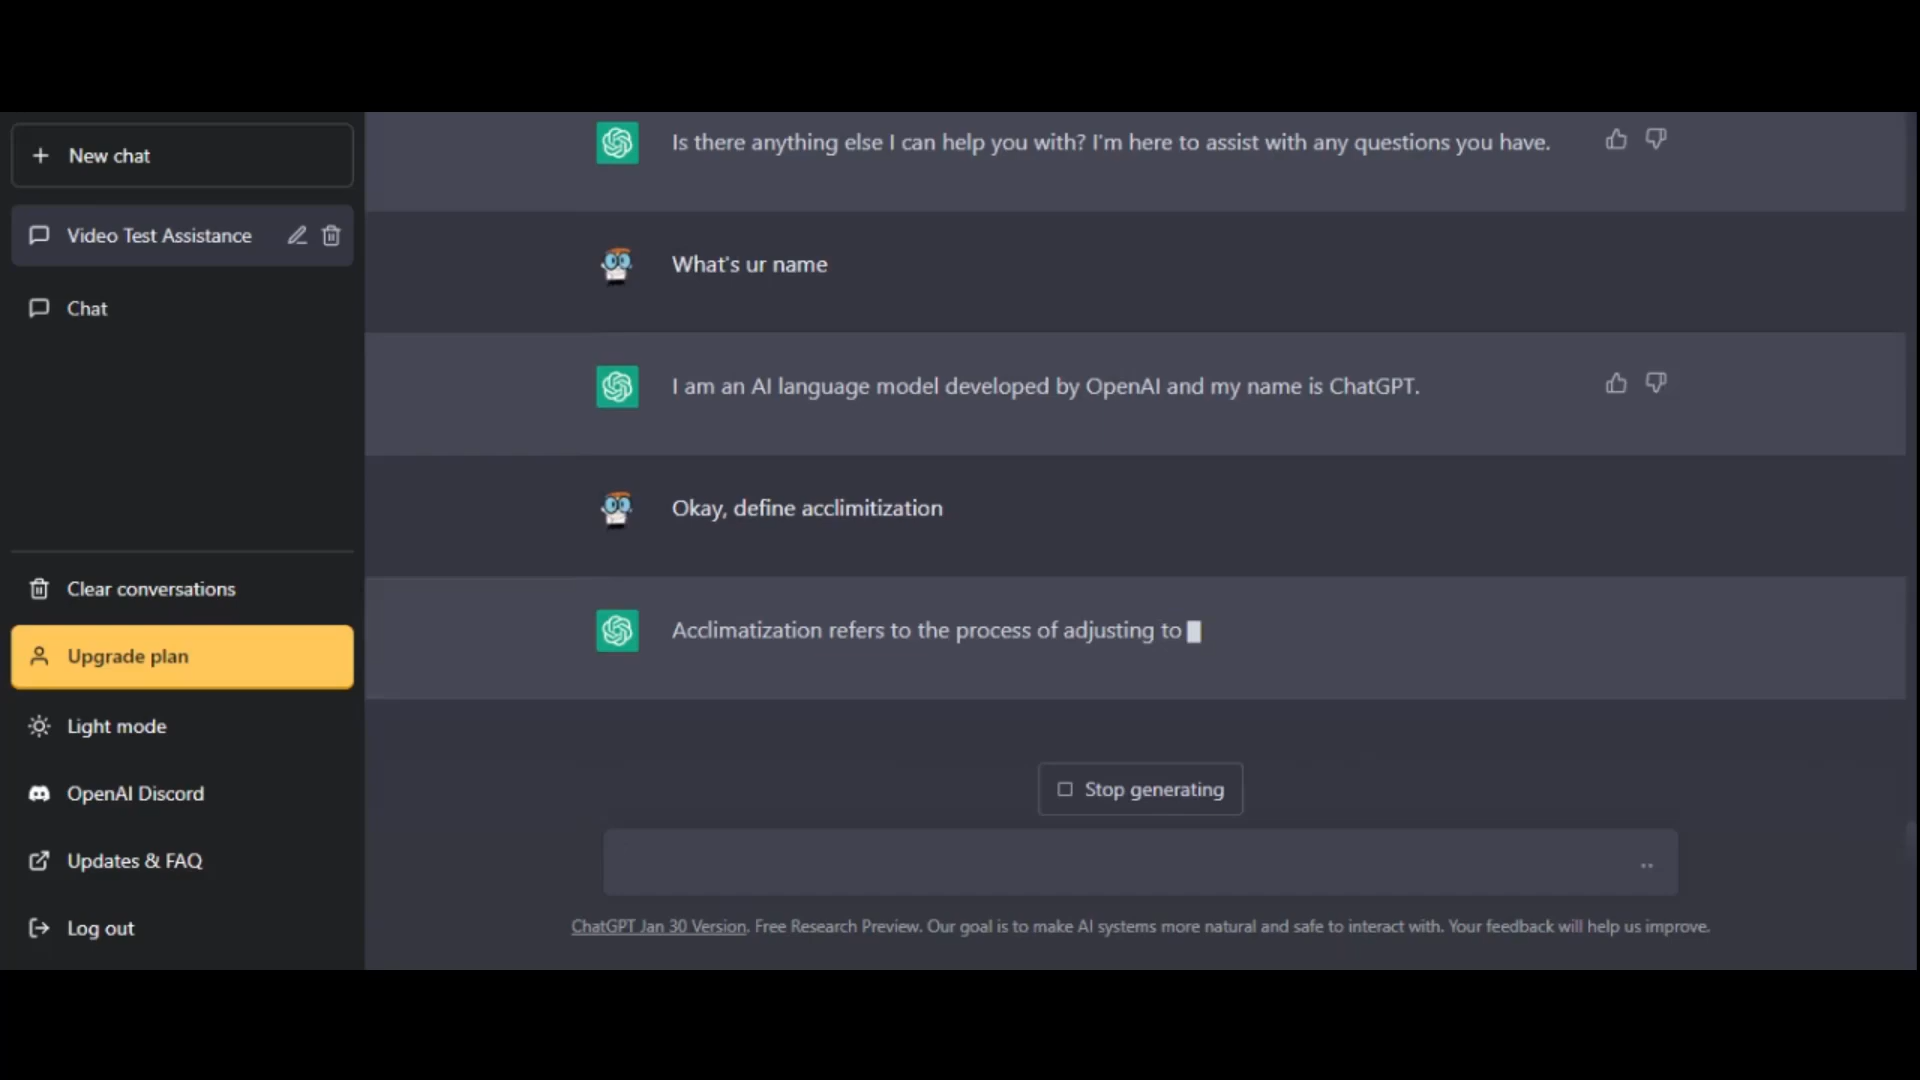 New chat
Video Test Assistance
Chat
Clear conversations
Upgrade plan
Light mode
OpenAI Discord
Updates & FAQ
Log out
Is there anything else I can help you with? I'm here to assist with any questions you have.
What's ur name
I am an AI language model developed by OpenAI and my name is ChatGPT.
Okay, define acclimitization
Acclimatization refers to the process of adjusting to
Stop generating
ChatGPT Jan 30 Version. Free Research Preview. Our goal is to make AI systems more natural and safe to interact with. Your feedback will help us improve.